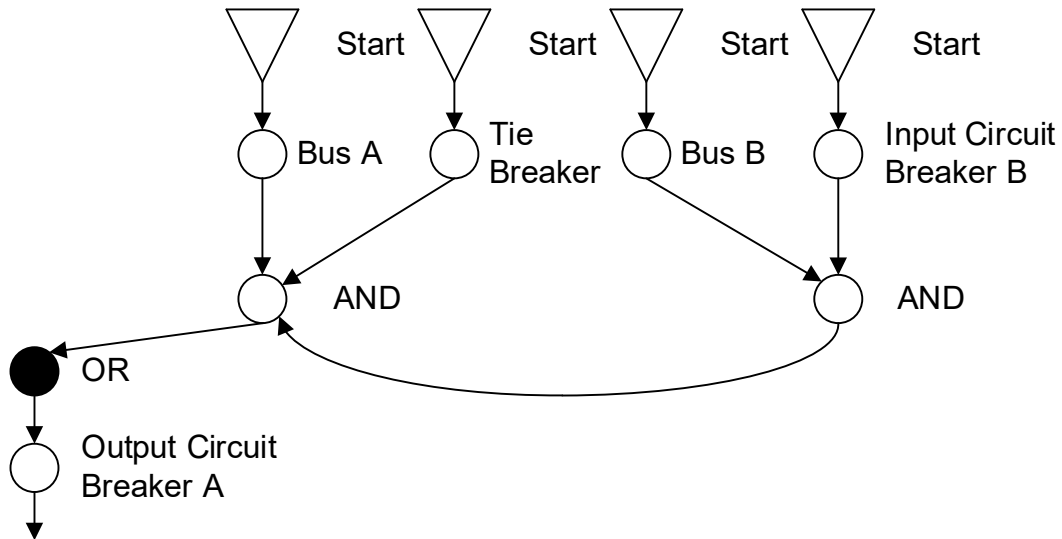 Start
Start
Start
Start
Bus A
Tie
Breaker
Bus B
Input Circuit
Breaker B
AND
AND
OR
Output Circuit
Breaker A